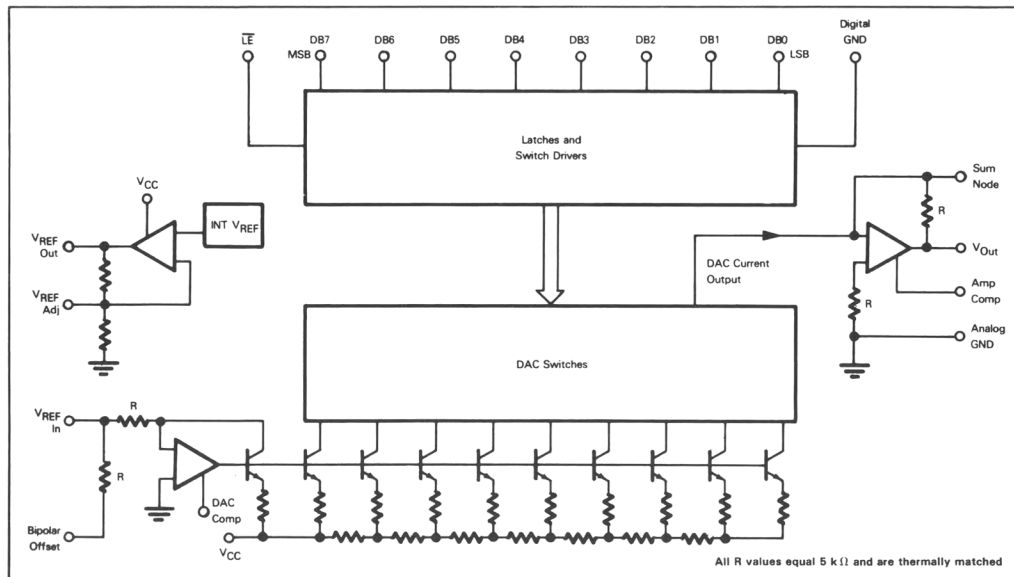 LE
DB7
DB6
DB5
DB4
DB3
DB2
DB1
DB0
Digital
GND
MSB
LSB
Latches and
Switch Drivers
VCC
INT VREF
VREF
Out
VREF
Adj
Sum
Node
R
VOut
DAC Current
Output
Amp
Comp
R
Analog
GND
DAC Switches
VREF
In
R
R
DAC
Comp
Bipolar
Offset
VCC
All R values equal 5 k Ω and are thermally matched